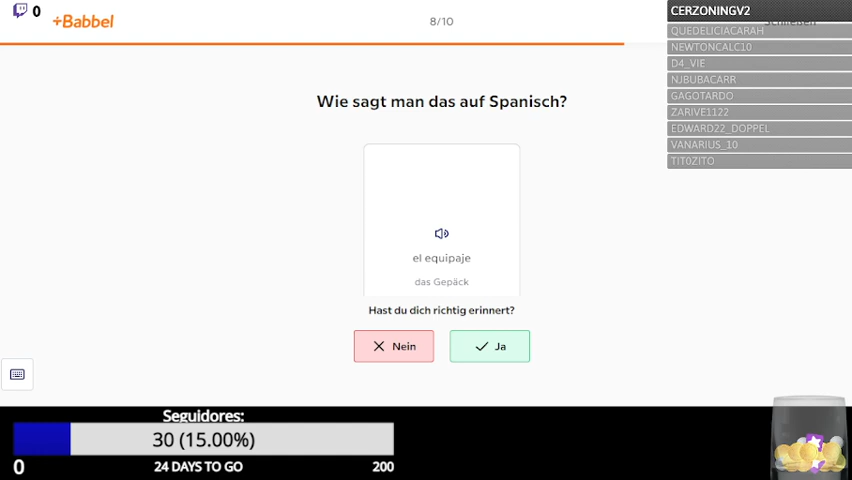 0
+Babbel
8/10
CERZONINGV2
QUEDELICIACARAH
NEWTONCALC10
D4_VIE
NJBUBACARR
GAGOTARDO
ZARIVE1122
EDWARD22_DOPPEL
VANARIUS_10
TIT0ZITO
Schließen
Wie sagt man das auf Spanisch?
el equipaje
das Gepäck
Hast du dich richtig erinnert?
Nein
Ja
Seguidores:
30 (15.00%)
0
24 DAYS TO GO
200